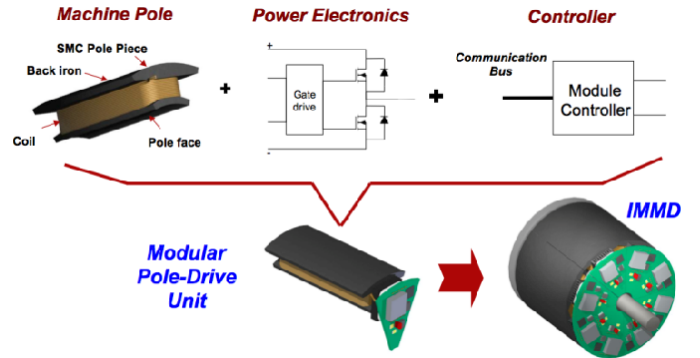 Machine Pole
Power Electronics
Controller
SMC Pole Piece
Back iron
Coil
Pole face
+
+
Gate
drive
-
+
Communication
Bus
Module
Controller
Modular
Pole-Drive
Unit
IMMD